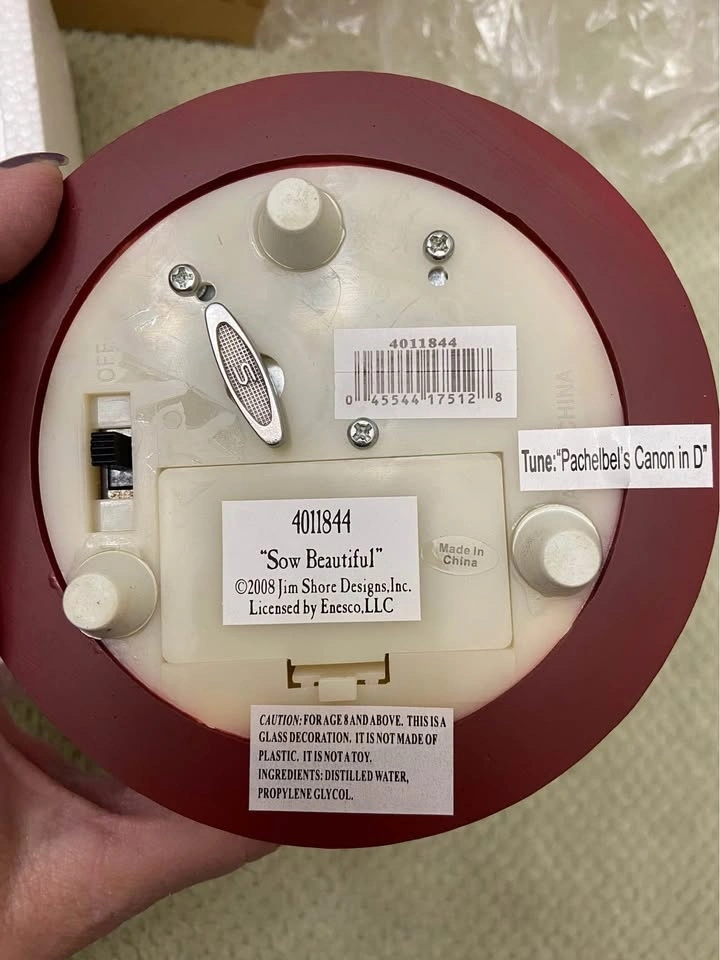 OFF
S
4011844
0 45544 17512 8
CHINA
Tune:"Pachelbel's Canon in D"
4011844
"Sow Beautiful"
©2008 Jim Shore Designs,Inc.
Licensed by Enesco,LLC
Made in
China
CAUTION: FOR AGE 8 AND ABOVE. THIS IS A
GLASS DECORATION. IT IS NOT MADE OF
PLASTIC. IT IS NOT A TOY.
INGREDIENTS: DISTILLED WATER,
PROPYLENE GLYCOL.